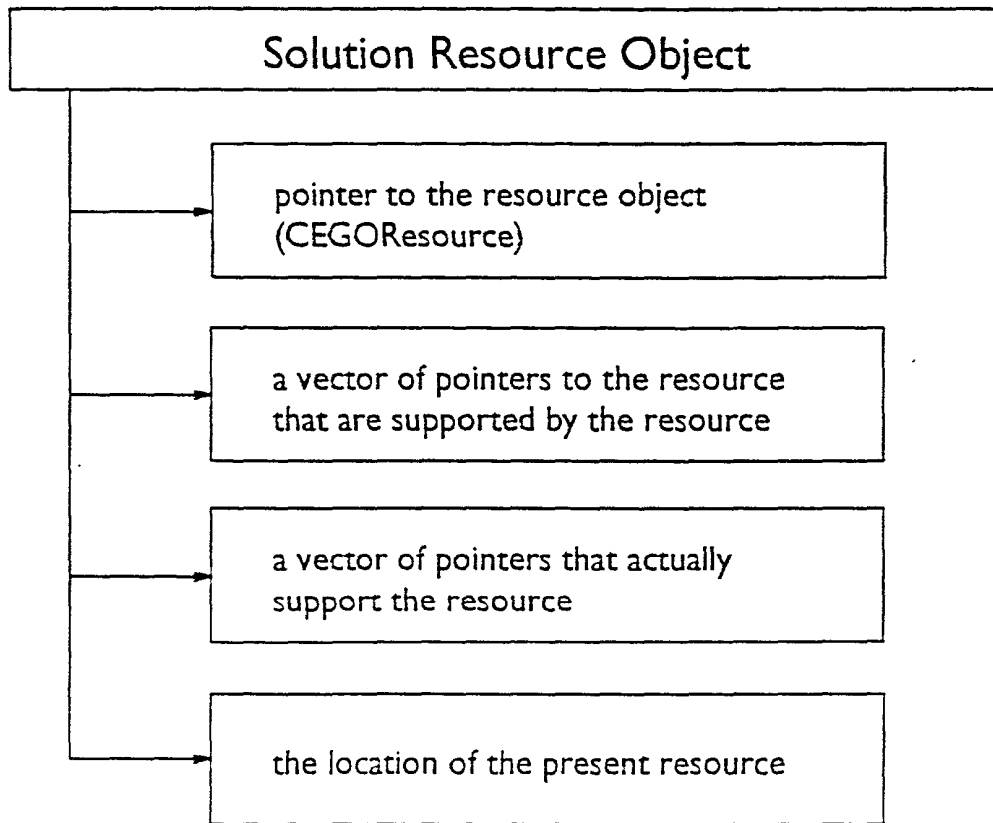 Solution Resource Object
pointer to the resource object
(CEGOResource)
a vector of pointers to the resource
that are supported by the resource
a vector of pointers that actually
support the resource
the location of the present resource